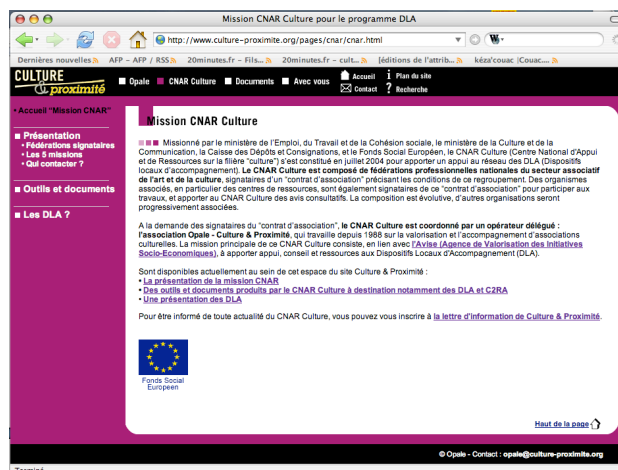 Mission CNAR Culture pour le programme DLA
http://www.culture-proximite.org/pages/cnar/cnar.html
W
Dernières nouvelles AFP – AFP / RSS 20minutes.fr – Fils... 20minutes.fr – cult... |éditions de l'attrib... kéza'couac |Couac....
CULTURE
& proximité
Opale CNAR Culture Documents Avec vous Accueil Plan du site
Contact ? Recherche
• Accueil "Mission CNAR"
Présentation
• Fédérations signataires
• Les 5 missions
• Qui contacter ?
Outils et documents
Les DLA ?
Mission CNAR Culture
Missionné par le ministère de l'Emploi, du Travail et de la Cohésion sociale, le ministère de la Culture et de la
Communication, la Caisse des Dépôts et Consignations, et le Fonds Social Européen, le CNAR Culture (Centre National d'Appui
et de Ressources sur la filière "culture") s'est constitué en juillet 2004 pour apporter un appui au réseau des DLA (Dispositifs
locaux d'accompagnement). Le CNAR Culture est composé de fédérations professionnelles nationales du secteur associatif
de l'art et de la culture, signataires d'un "contrat d'association" précisant les conditions de ce regroupement. Des organismes
associés, en particulier des centres de ressources, sont également signataires de ce "contrat d'association" pour participer aux
travaux, et apporter au CNAR Culture des avis consultatifs. La composition est évolutive, d'autres organisations seront
progressivement associées.
A la demande des signataires du "contrat d'association", le CNAR Culture est coordonné par un opérateur délégué :
l'association Opale - Culture & Proximité, qui travaille depuis 1988 sur la valorisation et l'accompagnement d'associations
culturelles. La mission principale de ce CNAR Culture consiste, en lien avec l'Avise (Agence de Valorisation des Initiatives
Socio-Economiques), à apporter appui, conseil et ressources aux Dispositifs Locaux d'Accompagnement (DLA).
Sont disponibles actuellement au sein de cet espace du site Culture & Proximité :
• La présentation de la mission CNAR
• Des outils et documents produits par le CNAR Culture à destination notamment des DLA et C2RA
• Une présentation des DLA
Pour être informé de toute actualité du CNAR Culture, vous pouvez vous inscrire à la lettre d'information de Culture & Proximité.
Fonds Social
Européen
Haut de la page
© Opale - Contact : opale@culture-proximite.org
Terminé